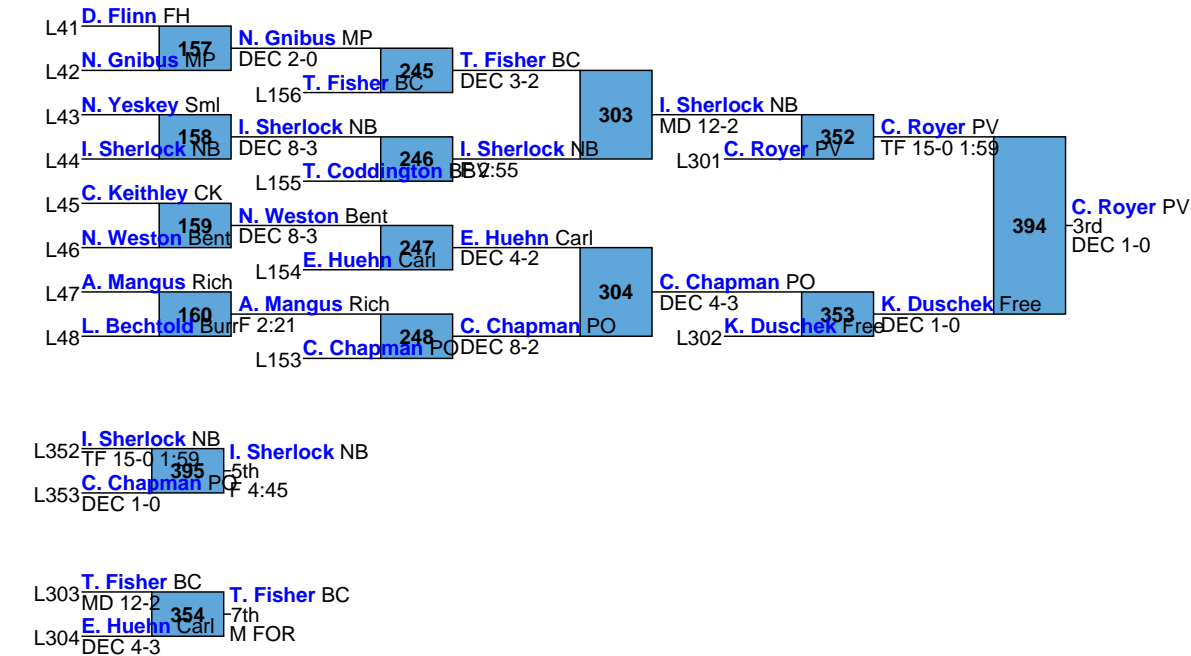 D. Flinn FH
L41
157
N. Gnibus MP
L42
N. Gnibus MP
DEC 2-0
245
T. Fisher BC
L156
T. Fisher BC
DEC 3-2
N. Yeskey Sml
L43
158
I. Sherlock NB
L44
I. Sherlock NB
DEC 8-3
246
I. Sherlock NB
L155
T. Coddington BBV
F 2:55
303
I. Sherlock NB
MD 12-2
352
L301
C. Royer PV
C. Royer PV
TF 15-0 1:59
C. Keithley CK
L45
159
N. Weston Bent
L46
N. Weston Bent
DEC 8-3
247
E. Huehn Carl
L154
E. Huehn Carl
DEC 4-2
A. Mangus Rich
L47
160
A. Mangus Rich
L48
L. Bechtold Burr
F 2:21
248
C. Chapman PO
L153
C. Chapman PO
DEC 8-2
304
C. Chapman PO
DEC 4-3
353
L302
K. Duschek Free
K. Duschek Free
DEC 1-0
394
C. Royer PV
3rd
DEC 1-0
I. Sherlock NB
L352
TF 15-0 1:59
395
L353
C. Chapman PO
DEC 1-0
I. Sherlock NB
5th
F 4:45
T. Fisher BC
L303
MD 12-2
354
L304
E. Huehn Carl
DEC 4-3
T. Fisher BC
7th
M FOR